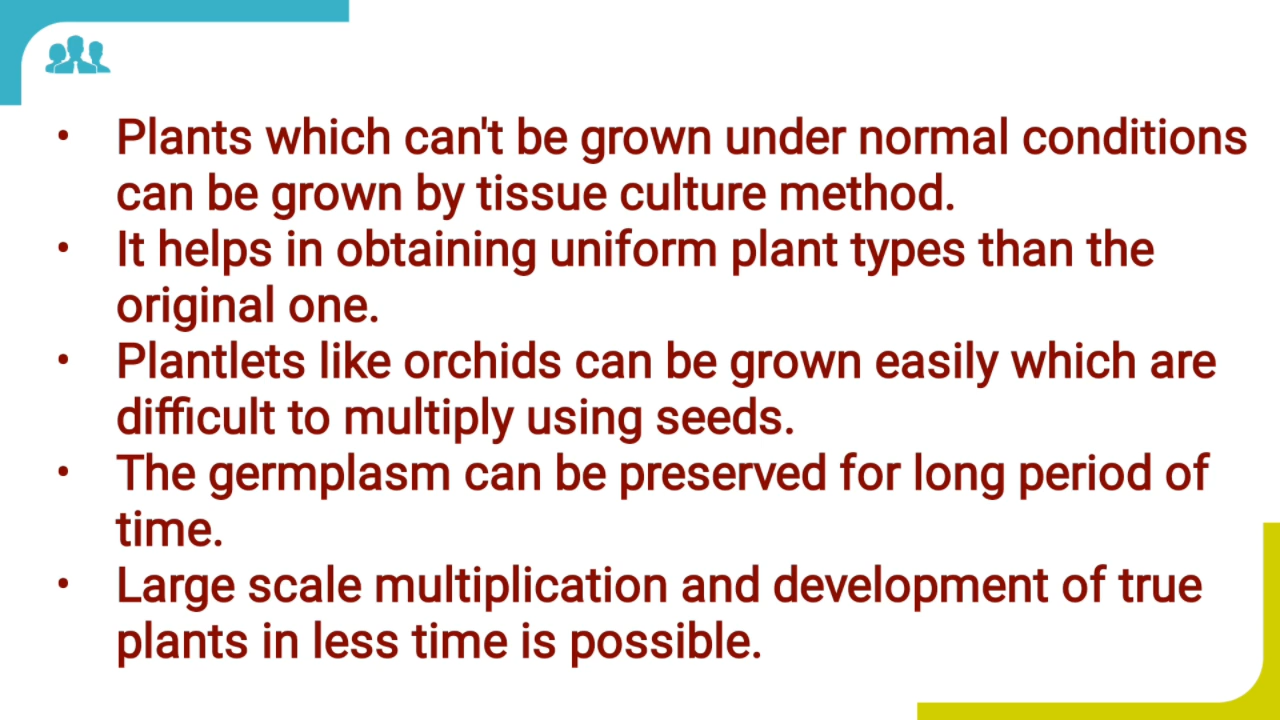 • Plants which can't be grown under normal conditions
can be grown by tissue culture method.
• It helps in obtaining uniform plant types than the
original one.
• Plantlets like orchids can be grown easily which are
difficult to multiply using seeds.
• The germplasm can be preserved for long period of
time.
• Large scale multiplication and development of true
plants in less time is possible.